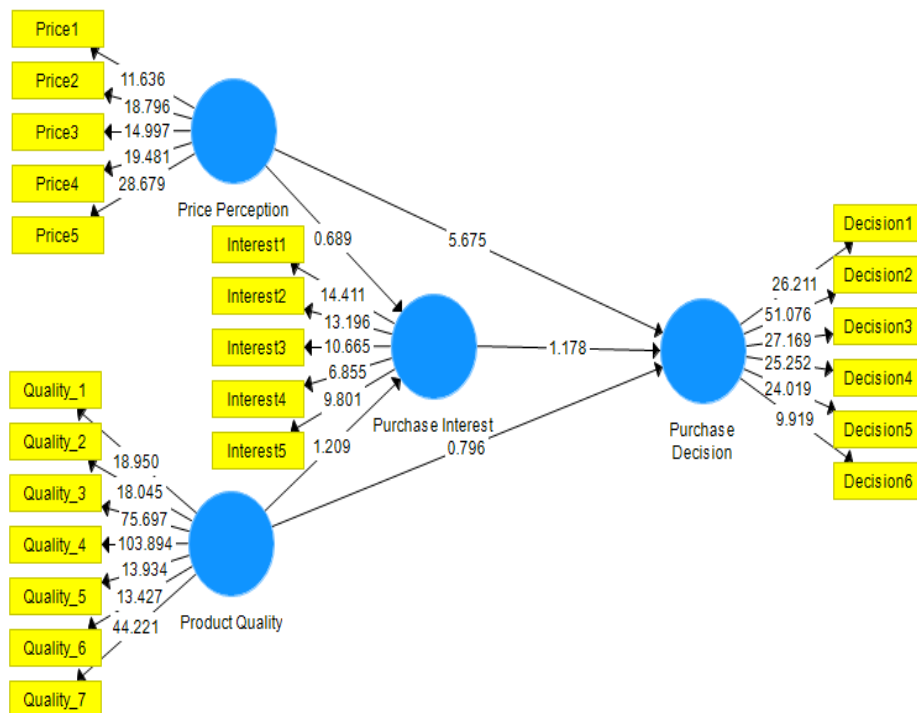 Price1
Price2
Price3
Price4
Price5
11.636
18.796
14.997
19.481
28.679
Price Perception
0.689
5.675
Interest1
Interest2
Interest3
Interest4
Interest5
14.411
13.196
10.665
6.855
9.801
Purchase Interest
1.178
1.209
0.796
Decision1
Decision2
Decision3
Decision4
Decision5
Decision6
26.211
51.076
27.169
25.252
24.019
9.919
Purchase
Decision
Quality_1
Quality_2
Quality_3
Quality_4
Quality_5
Quality_6
Quality_7
18.950
18.045
75.697
103.894
13.934
13.427
44.221
Product Quality